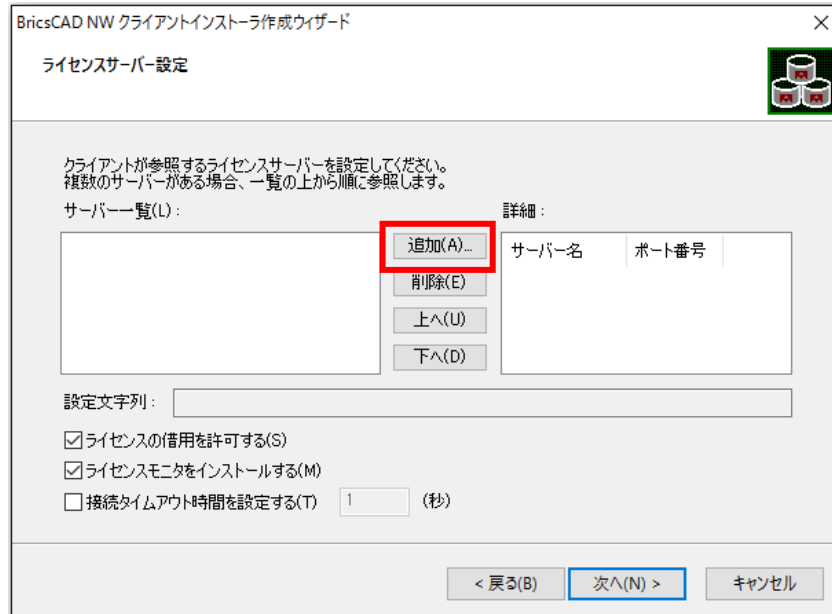 BricsCAD NW クライアントインストーラ作成ウィザード
ライセンスサーバー設定
クライアントが参照するライセンスサーバーを設定してください。
複数のサーバーがある場合、一覧の上から順に参照します。
サーバー一覧(L)：
詳細：
追加(A)...
サーバー名 ポート番号
削除(E)
上へ(U)
下へ(D)
設定文字列：
ライセンスの借用を許可する(S)
ライセンスモニタをインストールする(M)
接続タイムアウト時間を設定する(T) 1 (秒)
< 戻る(B) 次へ(N) > キャンセル